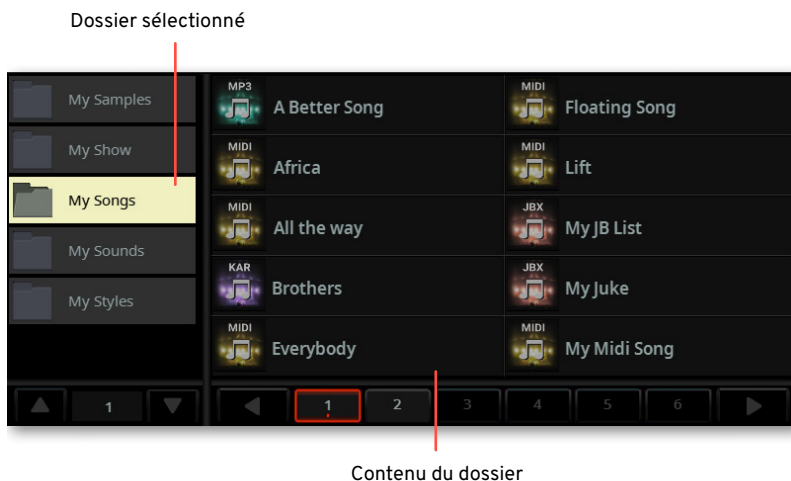 Dossier sélectionné
My Samples
My Show
My Songs
My Sounds
My Styles
1
MP3
A Better Song
MIDI
Floating Song
MIDI
Africa
MIDI
Lift
MIDI
All the way
JBX
My JB List
KAR
Brothers
JBX
My Juke
MIDI
Everybody
MIDI
My Midi Song
1 2 3 4 5 6
Contenu du dossier